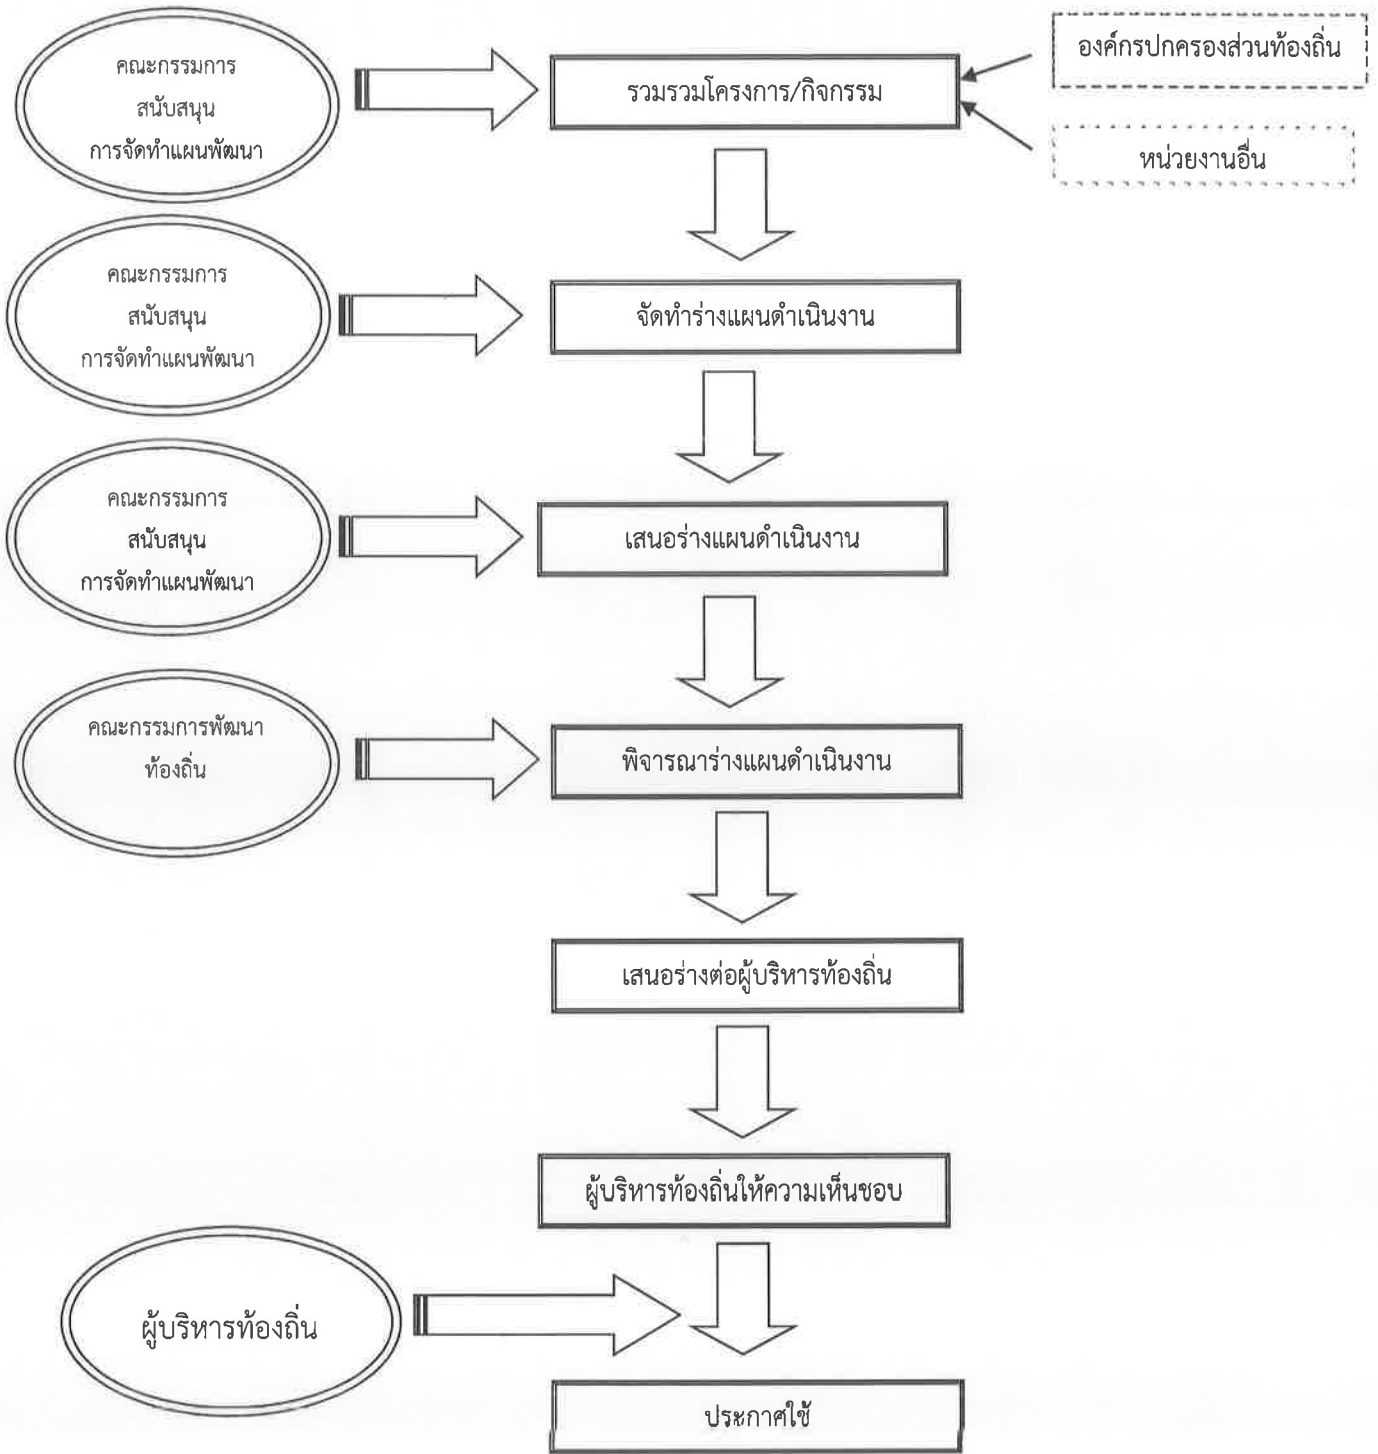 คณะกรรมการ
สนับสนุน
การจัดทำแผนพัฒนา
รวมรวมโครงการ/กิจกรรม
องค์กรปกครองส่วนท้องถิ่น
หน่วยงานอื่น
คณะกรรมการ
สนับสนุน
การจัดทำแผนพัฒนา
จัดทำร่างแผนดำเนินงาน
คณะกรรมการ
สนับสนุน
การจัดทำแผนพัฒนา
เสนอร่างแผนดำเนินงาน
คณะกรรมการพัฒนา
ท้องถิ่น
พิจารณาร่างแผนดำเนินงาน
เสนอร่างต่อผู้บริหารท้องถิ่น
ผู้บริหารท้องถิ่นให้ความเห็นชอบ
ผู้บริหารท้องถิ่น
ประกาศใช้